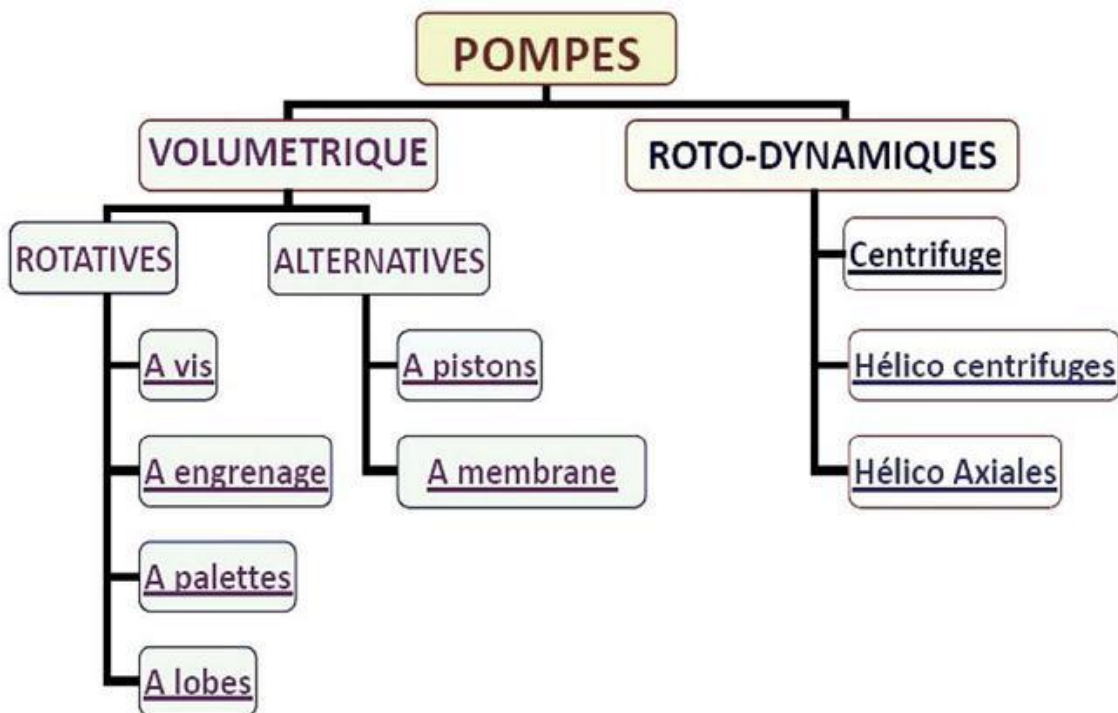 POMPES
VOLUMETRIQUE
ROTO-DYNAMIQUES
ROTATIVES
ALTERNATIVES
Centrifuge
A vis
A pistons
Hélico centrifuges
A engrenage
A membrane
Hélico Axiales
A palettes
A lobes